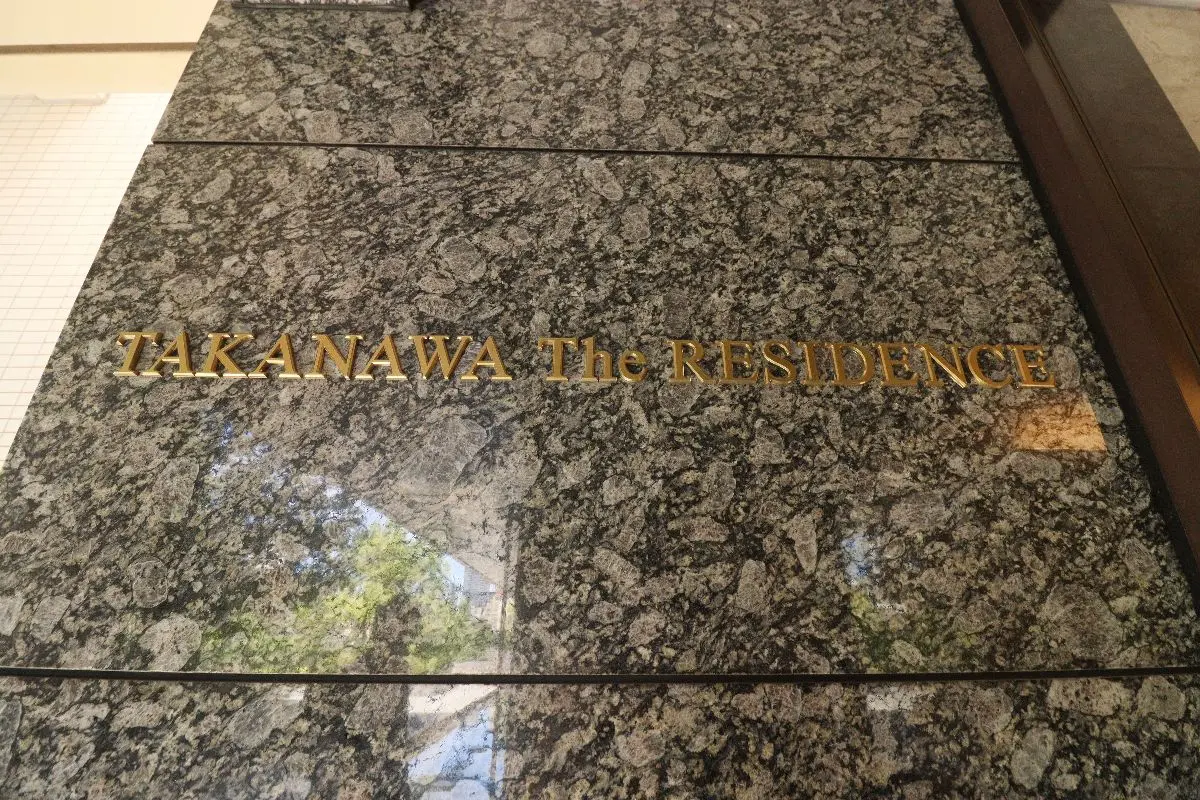 TAKANAWA The RESIDENCE